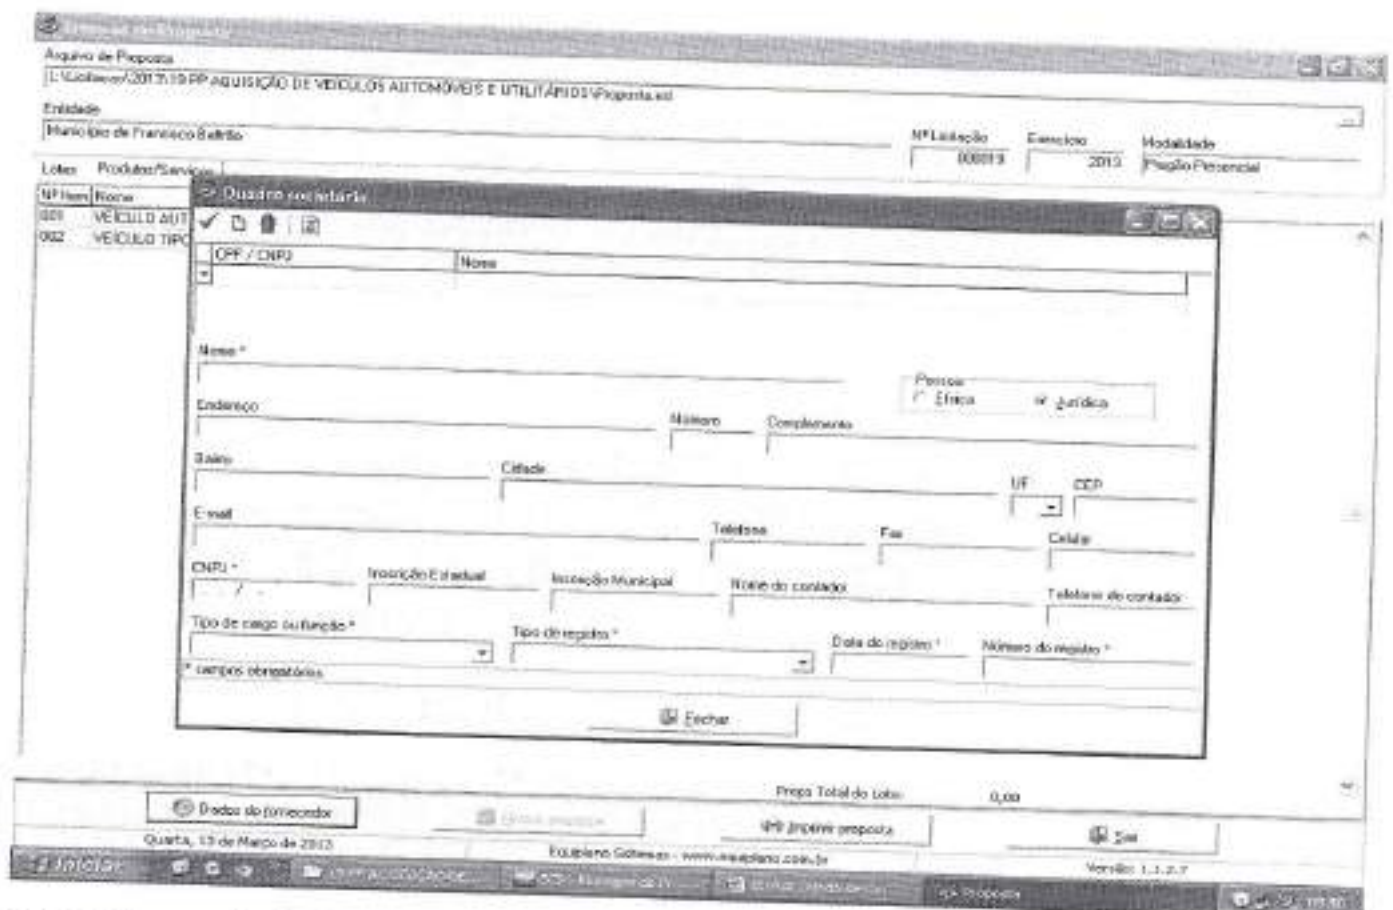 Arquivo de Proposta
AQUISIÇÃO DE VEÍCULOS AUTOMÓVEIS E UTILITÁRIOS\Proposta.esl
Entidade
Município de Francisco Beltrão
Nº Licitação Exercício Modalidade
000019 2013 Pregão Presencial
Lotes Produtos/Serviços
Nº Item Nome
001 VEÍCULO AUT
002 VEÍCULO TIPO
Quadro societário
CPF / CNPJ Nome
Nome *
Pessoa
Física Jurídica
Endereço Número Complemento
Bairro Cidade UF CEP
E-mail Telefone Fax Celular
CNPJ * Inscrição Estadual Inscrição Municipal Nome do contador Telefone do contador
/ .
Tipo de cargo ou função * Tipo de registro * Data do registro * Número do registro *
* campos obrigatórios
Fechar
Preço Total do Lote: 0,00
Dados do fornecedor Imprimir proposta Sair
Quarta, 13 de Março de 2013 Equiplano Sistemas - www.equiplano.com.br Versão: 1.1.2.7
Iniciar Proposta